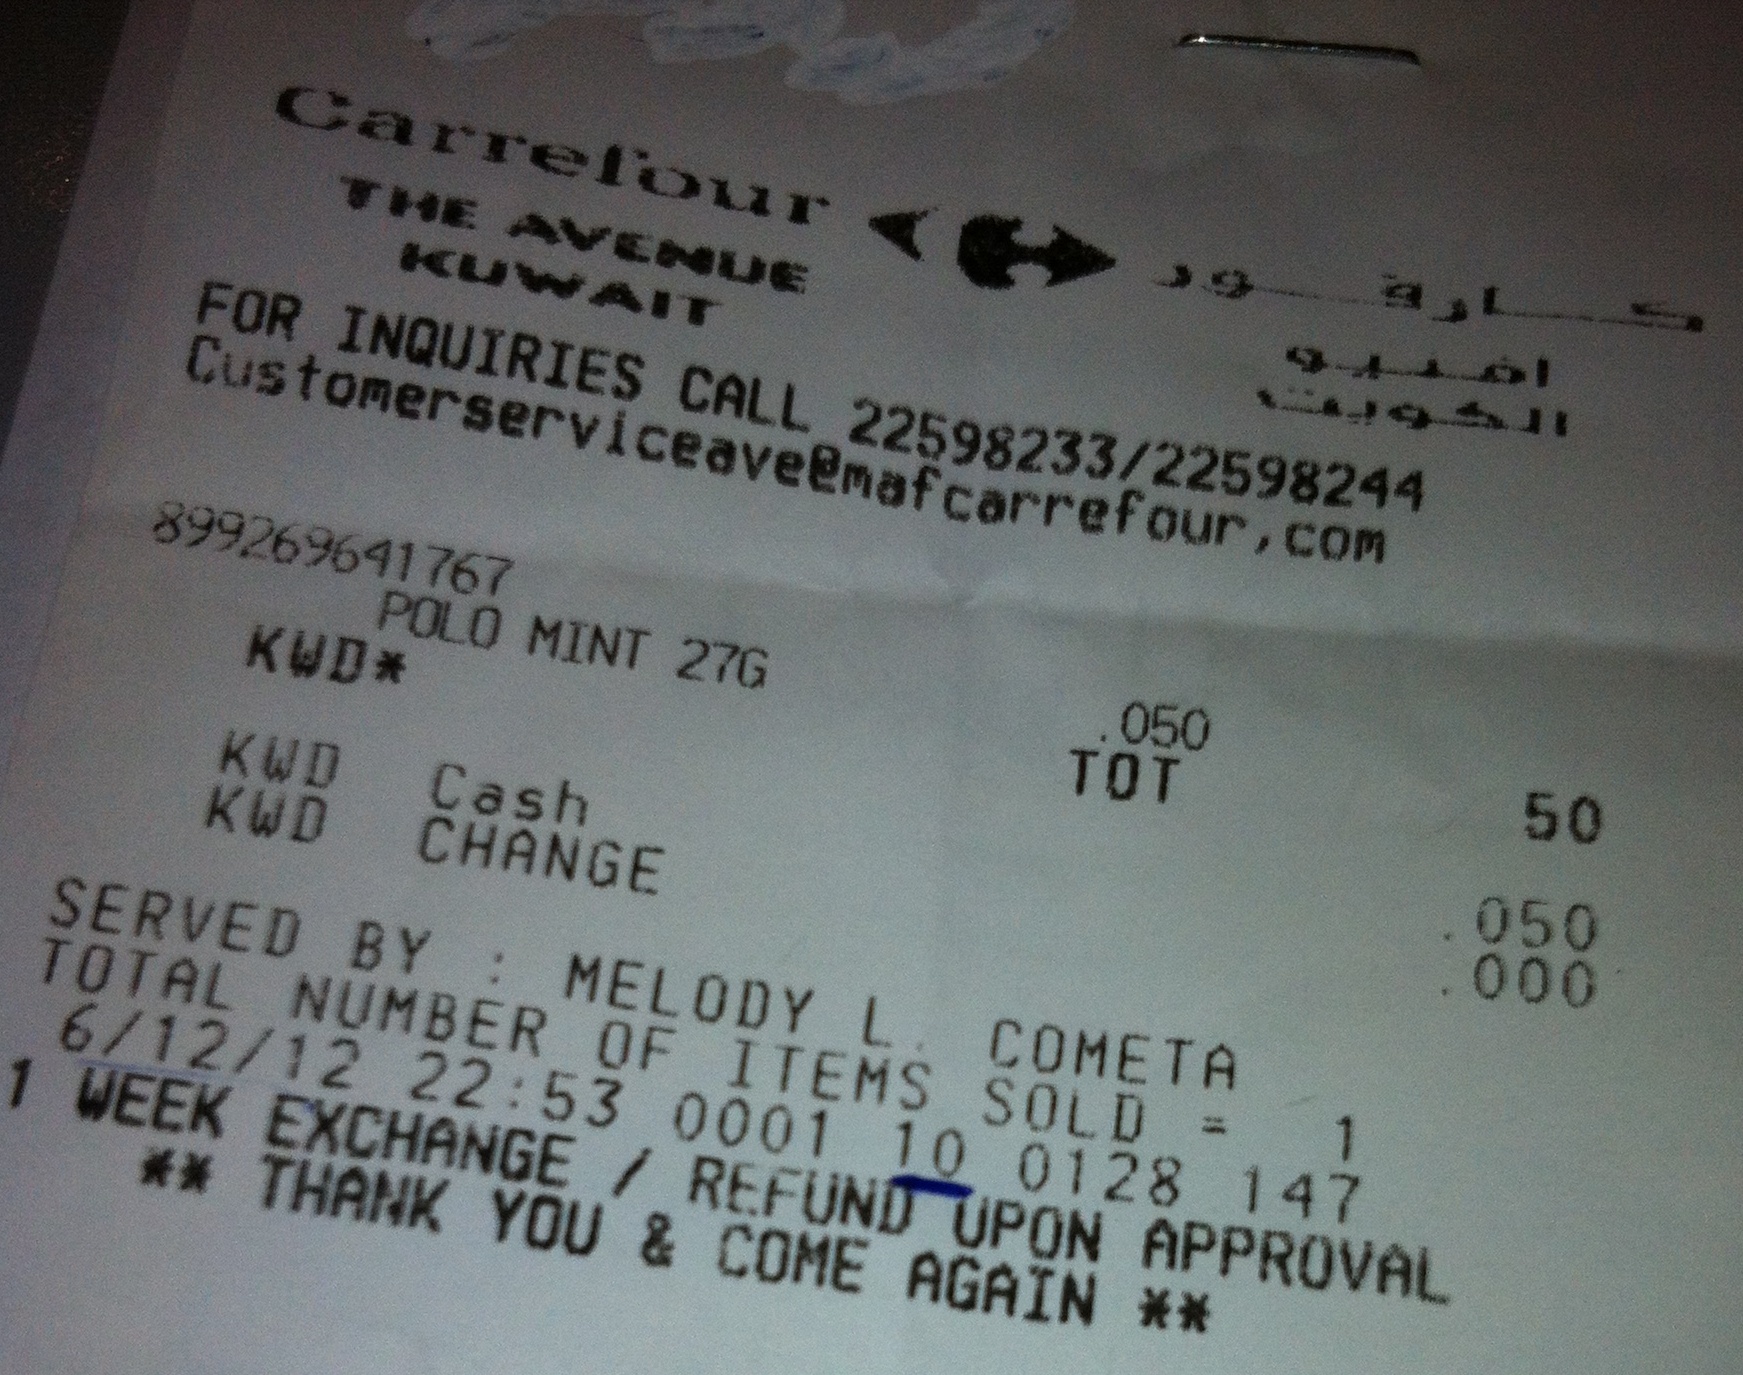 Carrefour كارفور
THE AVENUE افنيو
KUWAIT الكويت
FOR INQUIRIES CALL 22598233/22598244
Customerserviceave@mafcarrefour,com
899269641767
POLO MINT 27G .050
KWD* TOT 50
KWD Cash .050
KWD CHANGE .000
SERVED BY : MELODY L. COMETA
TOTAL NUMBER OF ITEMS SOLD = 1
6/12/12 22:53 0001 10 0128 147
1 WEEK EXCHANGE / REFUND UPON APPROVAL
** THANK YOU & COME AGAIN **